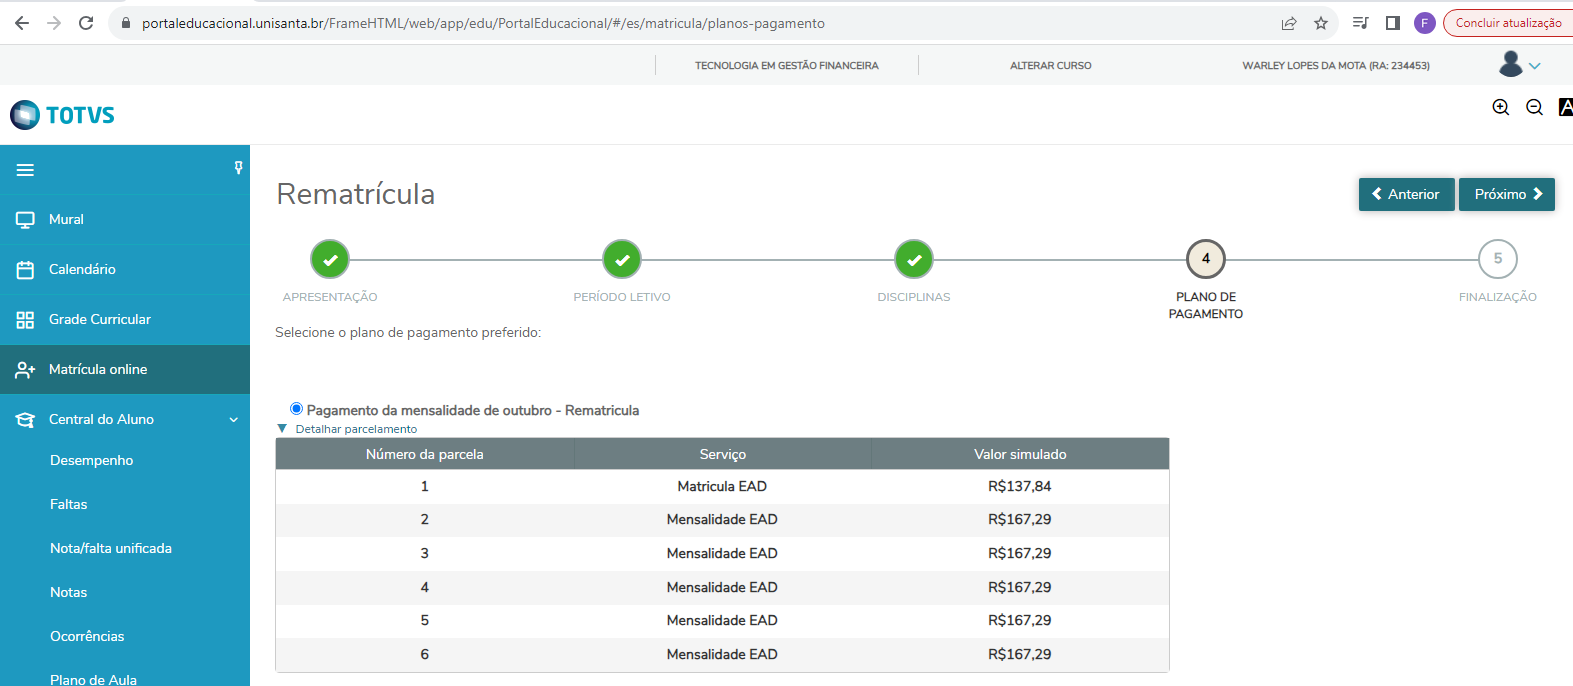 portaleducacional.unisanta.br/FrameHTML/web/app/edu/PortalEducacional/#/es/matricula/planos-pagamento
F
Concluir atualização
TECNOLOGIA EM GESTÃO FINANCEIRA
ALTERAR CURSO
WARLEY LOPES DA MOTA (RA: 234453)
TOTVS
A
Mural
Calendário
Grade Curricular
Matrícula online
Central do Aluno
Desempenho
Faltas
Nota/falta unificada
Notas
Ocorrências
Plano de Aula
Rematrícula
Anterior
Próximo
4
5
APRESENTAÇÃO
PERÍODO LETIVO
DISCIPLINAS
PLANO DE
PAGAMENTO
FINALIZAÇÃO
Selecione o plano de pagamento preferido:
Pagamento da mensalidade de outubro - Rematricula
Detalhar parcelamento
Número da parcela Serviço Valor simulado
1 Matricula EAD R$137,84
2 Mensalidade EAD R$167,29
3 Mensalidade EAD R$167,29
4 Mensalidade EAD R$167,29
5 Mensalidade EAD R$167,29
6 Mensalidade EAD R$167,29